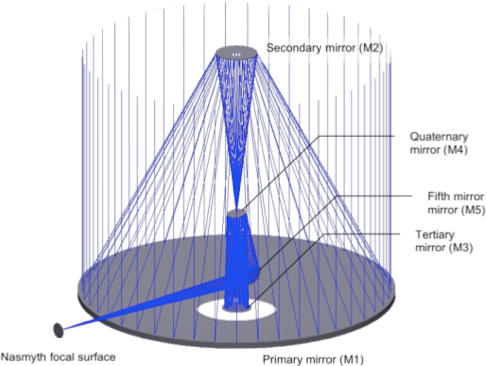 Secondary mirror (M2)
Quaternary
mirror (M4)
Fifth mirror
mirror (M5)
Tertiary
mirror (M3)
Nasmyth focal surface
Primary mirror (M1)